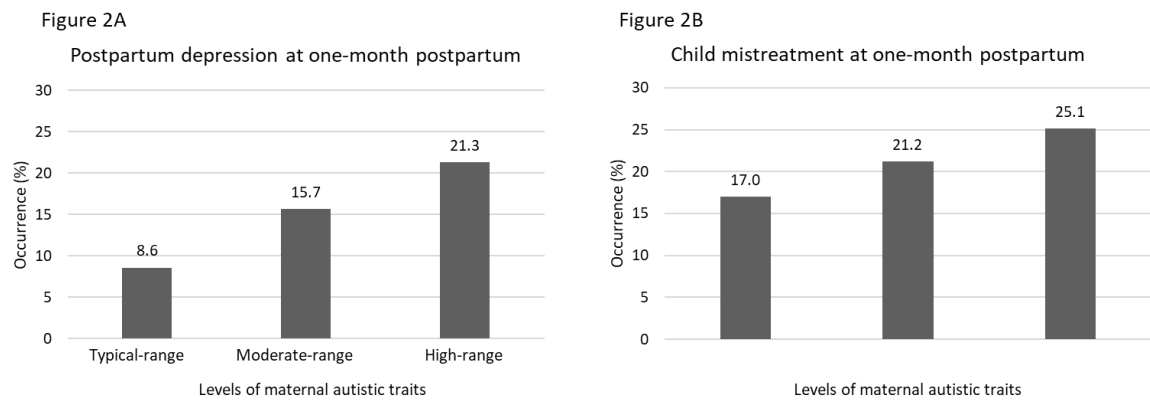 Figure 2A
Postpartum depression at one-month postpartum
Occurrence (%)
30
25
20
15
10
5
0
8.6
15.7
21.3
Typical-range
Moderate-range
High-range
Levels of maternal autistic traits
Figure 2B
Child mistreatment at one-month postpartum
Occurrence (%)
30
25
20
15
10
5
0
17.0
21.2
25.1
Levels of maternal autistic traits